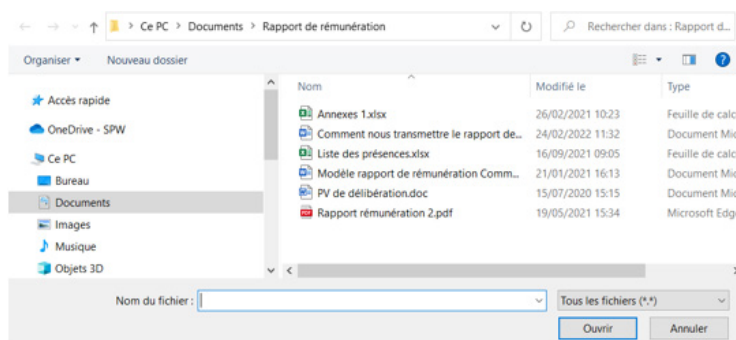 Ce PC > Documents > Rapport de rémunération
Rechercher dans : Rapport d...
Organiser
Nouveau dossier
Nom Modifié le Type
Accès rapide
OneDrive - SPW
Ce PC
Bureau
Documents
Images
Musique
Objets 3D
Annexes 1.xlsx 26/02/2021 10:23 Feuille de calc
Comment nous transmettre le rapport de... 24/02/2022 11:32 Document Mic
Liste des présences.xlsx 16/09/2021 09:05 Feuille de calc
Modèle rapport de rémunération Comm... 21/01/2021 16:13 Document Mic
PV de délibération.doc 15/07/2020 15:15 Document Mic
Rapport rémunération 2.pdf 19/05/2021 15:34 Microsoft Edg
Nom du fichier :
Tous les fichiers (*.*)
Ouvrir Annuler